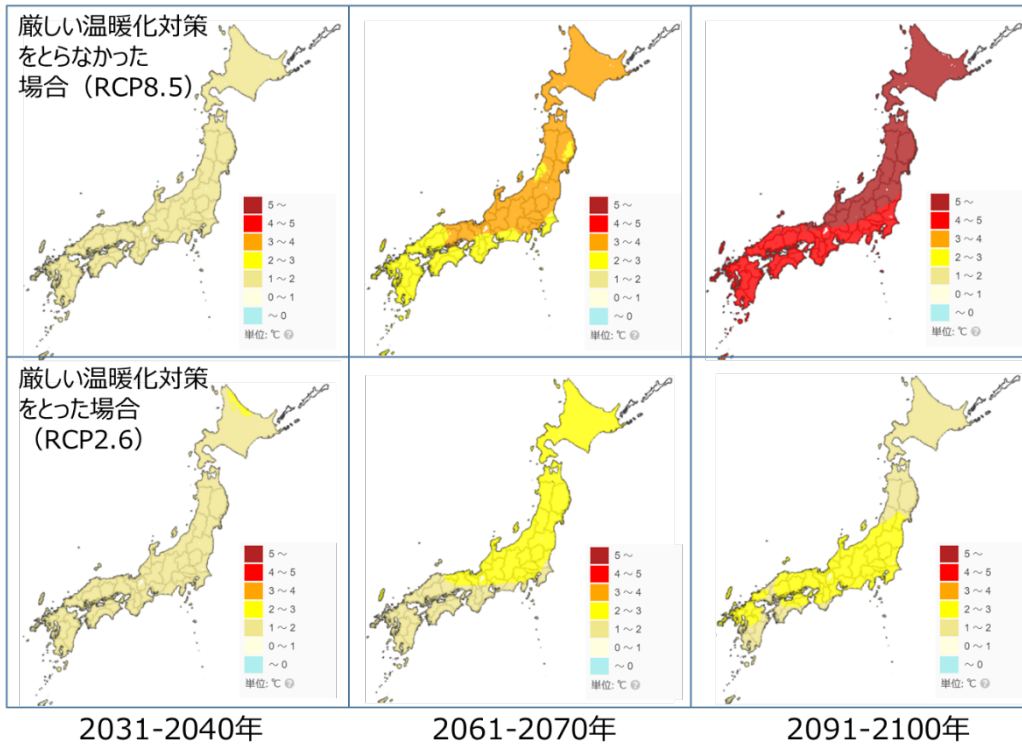 厳しい温暖化対策
をとらなかった
場合（RCP8.5）
5～
4～5
3～4
2～3
1～2
0～1
～0
単位: ℃ ?
5～
4～5
3～4
2～3
1～2
0～1
～0
単位: ℃ ?
5～
4～5
3～4
2～3
1～2
0～1
～0
単位: ℃ ?
厳しい温暖化対策
をとった場合
（RCP2.6）
5～
4～5
3～4
2～3
1～2
0～1
～0
単位: ℃ ?
5～
4～5
3～4
2～3
1～2
0～1
～0
単位: ℃ ?
5～
4～5
3～4
2～3
1～2
0～1
～0
単位: ℃ ?
2031-2040年
2061-2070年
2091-2100年